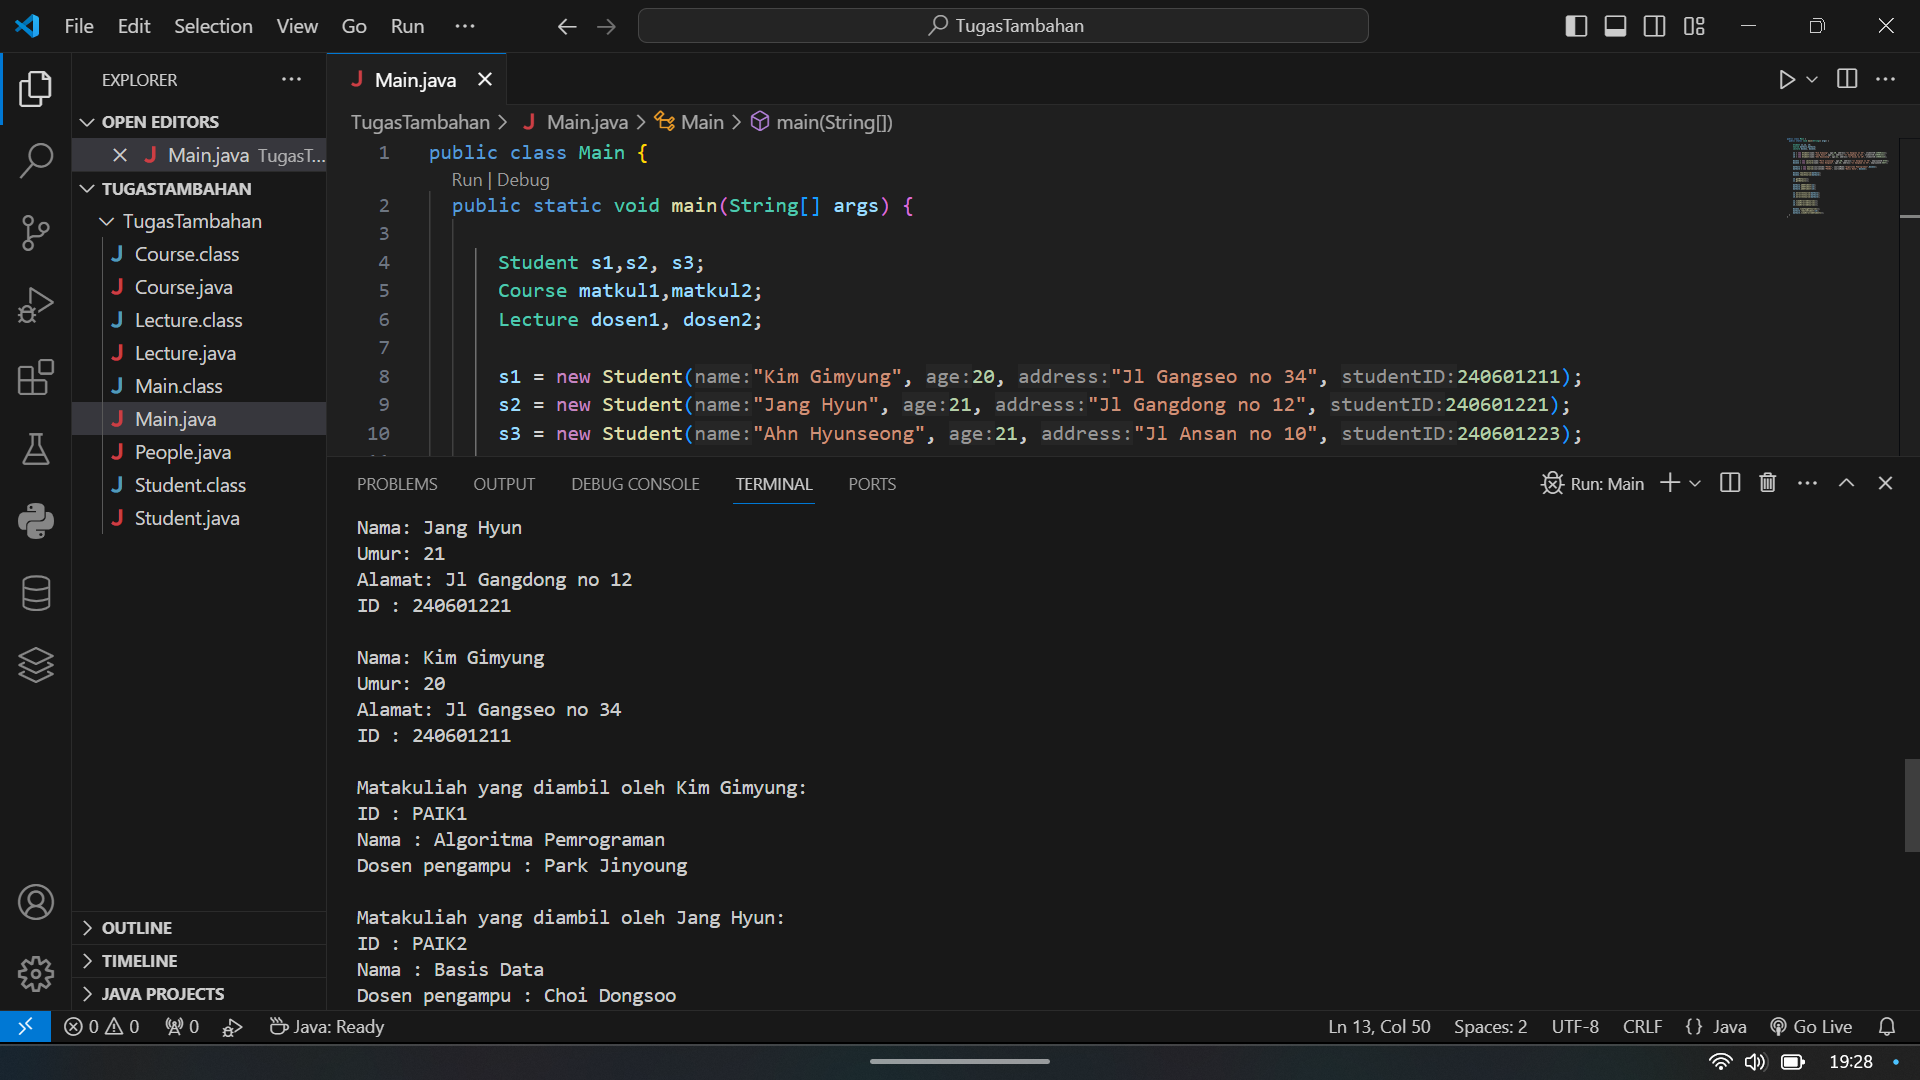 File Edit Selection View Go Run ··· TugasTambahan
EXPLORER ···
OPEN EDITORS
Main.java TugasT...
TUGASTAMBAHAN
TugasTambahan
Course.class
Course.java
Lecture.class
Lecture.java
Main.class
Main.java
People.java
Student.class
Student.java
OUTLINE
TIMELINE
JAVA PROJECTS
Main.java
TugasTambahan > Main.java > Main > main(String[])
1 public class Main {
Run | Debug
2 public static void main(String[] args) {
3
4 Student s1,s2, s3;
5 Course matkul1,matkul2;
6 Lecture dosen1, dosen2;
7
8 s1 = new Student(name:"Kim Gimyung", age:20, address:"Jl Gangseo no 34", studentID:240601211);
9 s2 = new Student(name:"Jang Hyun", age:21, address:"Jl Gangdong no 12", studentID:240601221);
10 s3 = new Student(name:"Ahn Hyunseong", age:21, address:"Jl Ansan no 10", studentID:240601223);
PROBLEMS OUTPUT DEBUG CONSOLE TERMINAL PORTS Run: Main
Nama: Jang Hyun
Umur: 21
Alamat: Jl Gangdong no 12
ID : 240601221
Nama: Kim Gimyung
Umur: 20
Alamat: Jl Gangseo no 34
ID : 240601211
Matakuliah yang diambil oleh Kim Gimyung:
ID : PAIK1
Nama : Algoritma Pemrograman
Dosen pengampu : Park Jinyoung
Matakuliah yang diambil oleh Jang Hyun:
ID : PAIK2
Nama : Basis Data
Dosen pengampu : Choi Dongsoo
0 0 0 Java: Ready Ln 13, Col 50 Spaces: 2 UTF-8 CRLF {} Java Go Live
19:28